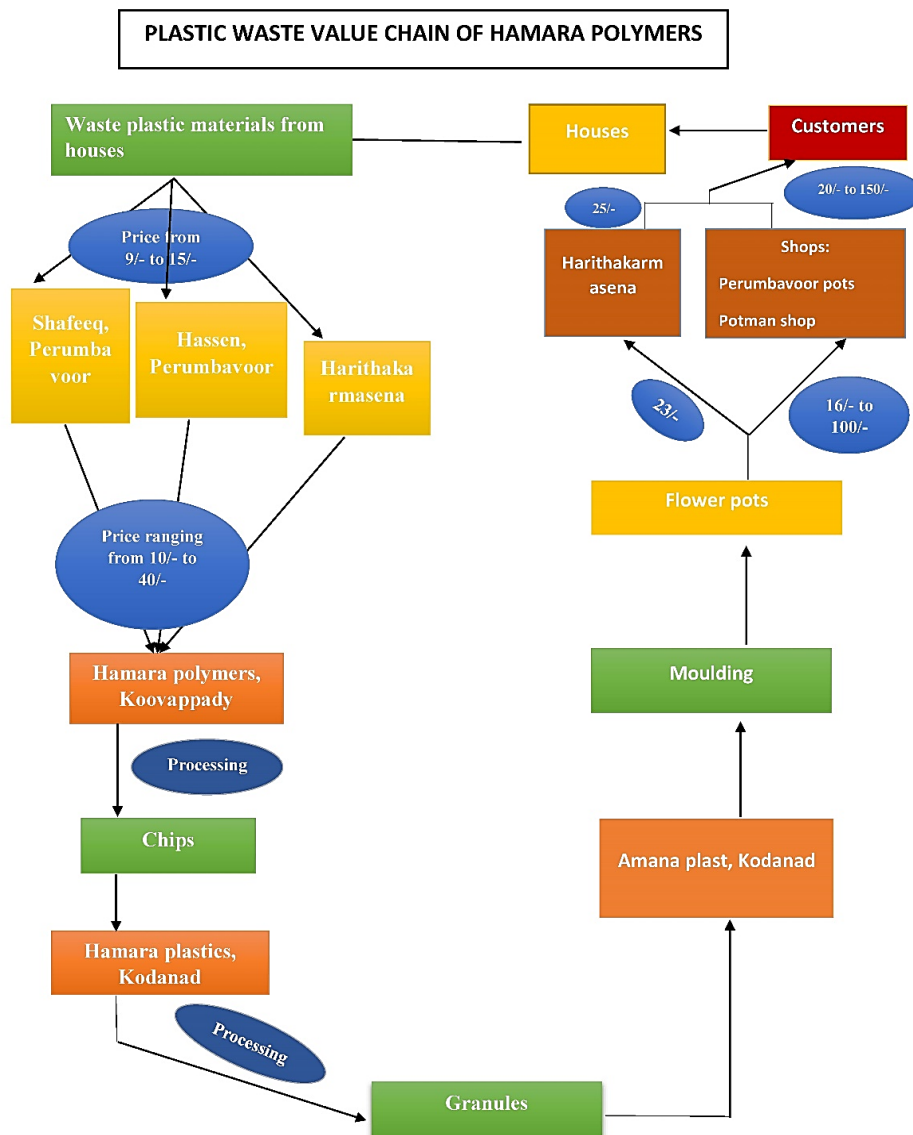 PLASTIC WASTE VALUE CHAIN OF HAMARA POLYMERS
Waste plastic materials from
houses
Houses
Customers
Price from
9/- to 15/-
25/-
20/- to 150/-
Shafeeq,
Perumba
voor
Hassen,
Perumbavoor
Harithaka
rmasena
Harithakarm
asena
Shops:
Perumbavoor pots
Potman shop
23/-
16/- to
100/-
Price ranging
from 10/- to
40/-
Flower pots
Hamara polymers,
Koovappady
Moulding
Processing
Chips
Amana plast, Kodanad
Hamara plastics,
Kodanad
Processing
Granules